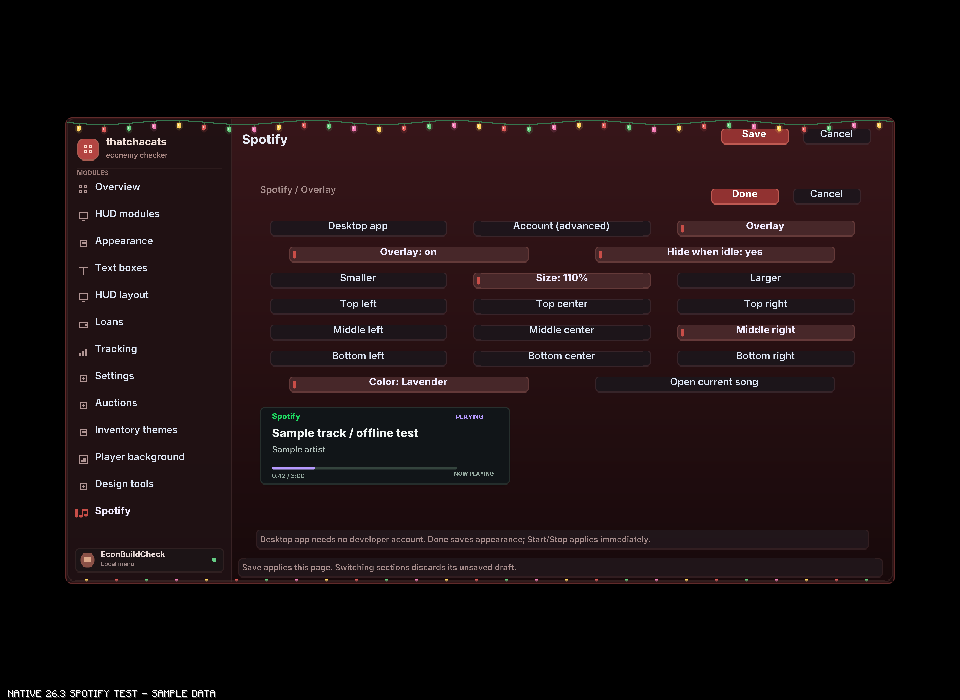 thatchacats
economy checker
MODULES
Overview
HUD modules
Appearance
Text boxes
HUD layout
Loans
Tracking
Settings
Auctions
Inventory themes
Player background
Design tools
Spotify
EconBuildCheck
Local menu
Spotify
Save Cancel
Spotify / Overlay
Done Cancel
Desktop app Account (advanced) Overlay
Overlay: on Hide when idle: yes
Smaller Size: 110% Larger
Top left Top center Top right
Middle left Middle center Middle right
Bottom left Bottom center Bottom right
Color: Lavender Open current song
Spotify PLAYING
Sample track / offline test
Sample artist
0:42 / 3:00 NOW PLAYING
Desktop app needs no developer account. Done saves appearance; Start/Stop applies immediately.
Save applies this page. Switching sections discards its unsaved draft.
NATIVE 26.3 SPOTIFY TEST – SAMPLE DATA